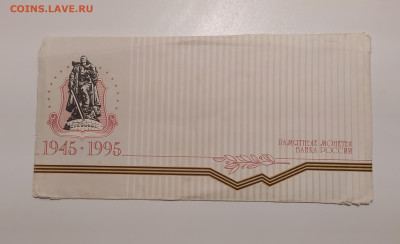 COINS.LAVE.RU
1945 · 1995
ПАМЯТНЫЕ МОНЕТЫ
БАНКА РОССИИ